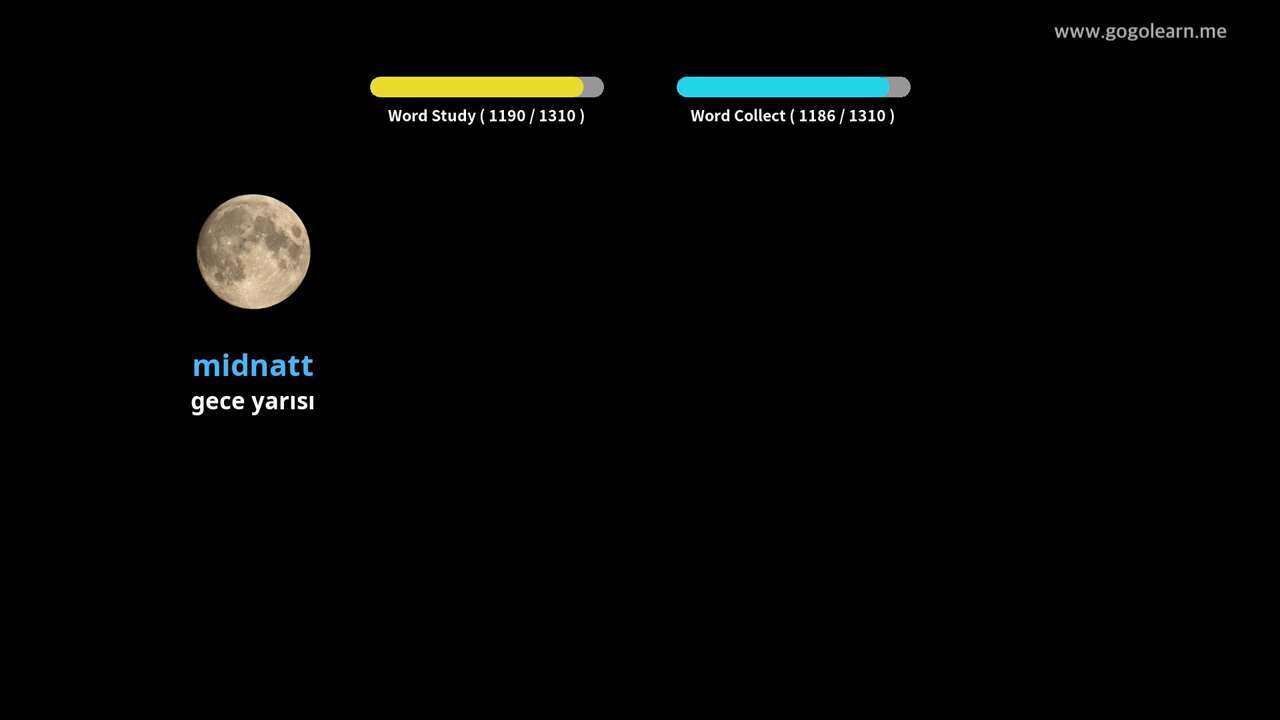 www.gogolearn.me
Word Study ( 1190 / 1310 )
Word Collect ( 1186 / 1310 )
midnatt
gece yarısı